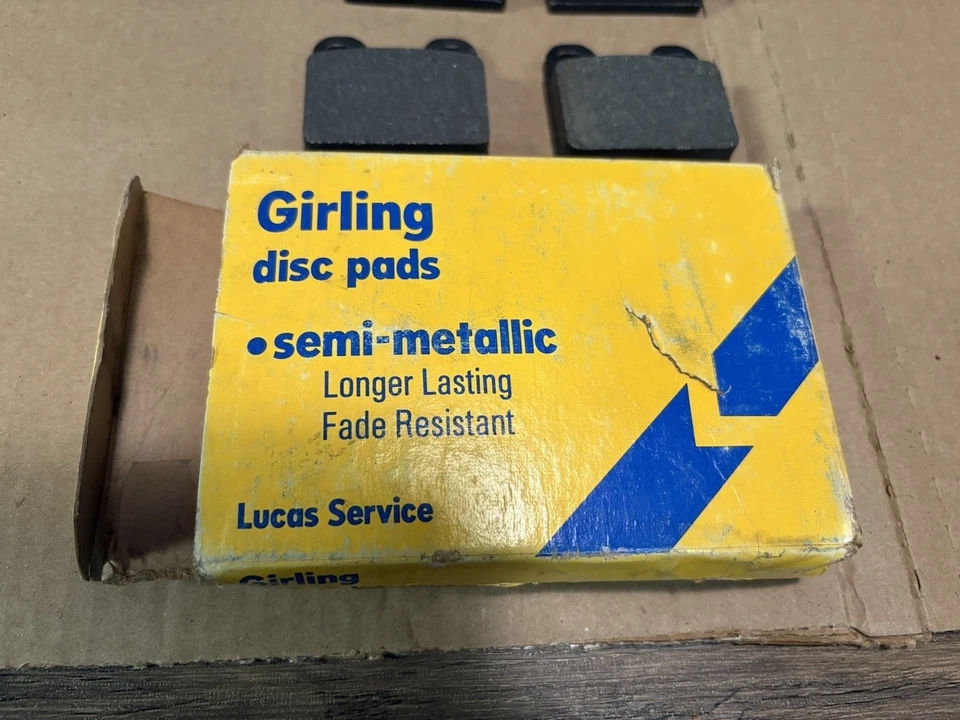 Girling
disc pads
• semi-metallic
Longer Lasting
Fade Resistant
Lucas Service
Girling